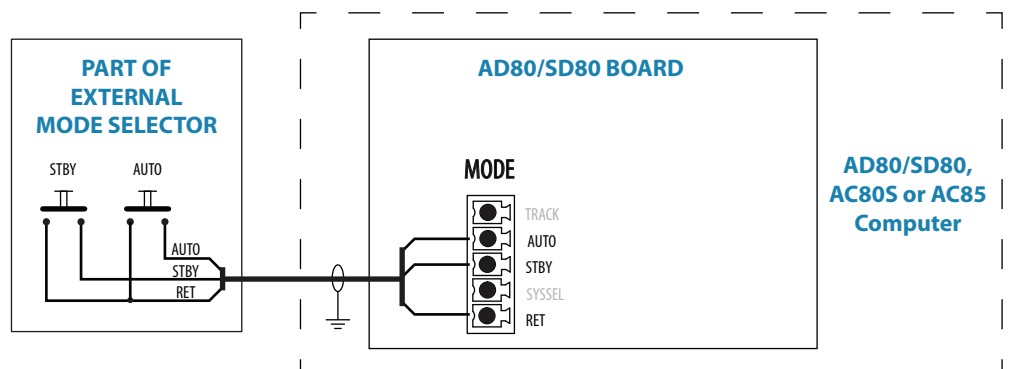 PART OF
EXTERNAL
MODE SELECTOR
STBY
AUTO
AUTO
STBY
RET
AD80/SD80 BOARD
MODE
TRACK
AUTO
STBY
SYSSEL
RET
AD80/SD80,
AC80S or AC85
Computer